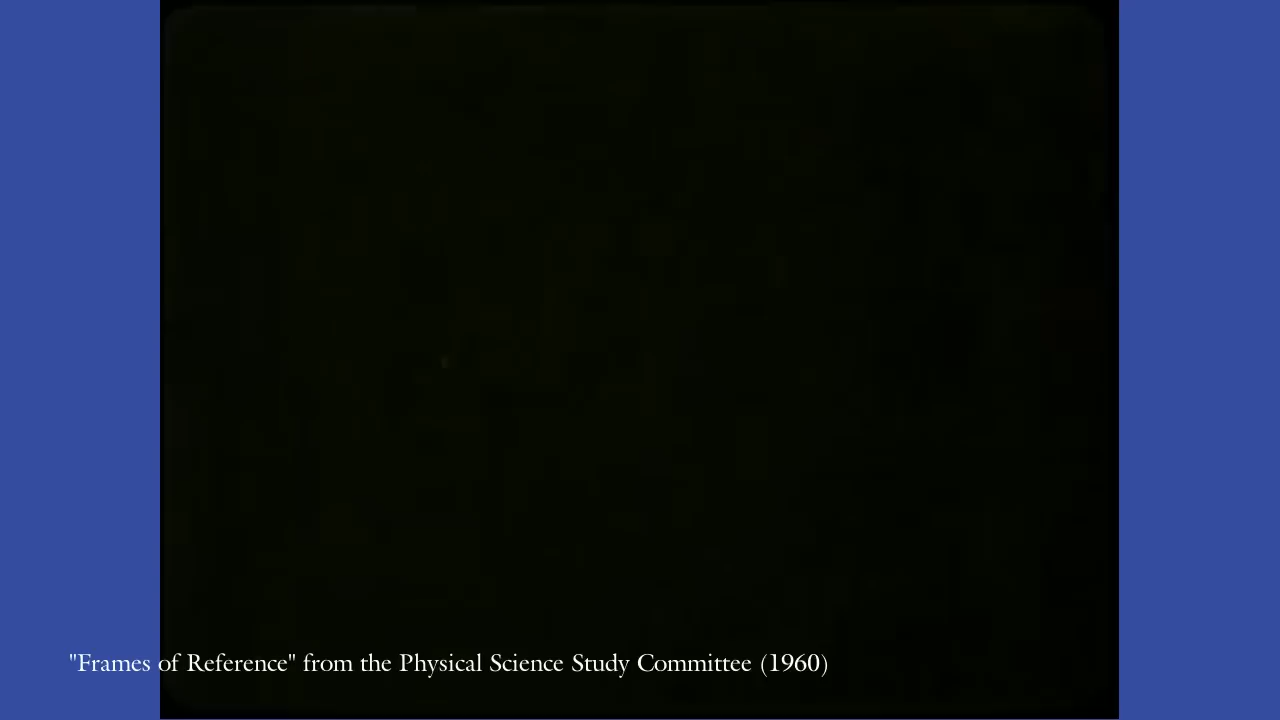 "Frames of Reference" from the Physical Science Study Committee (1960)